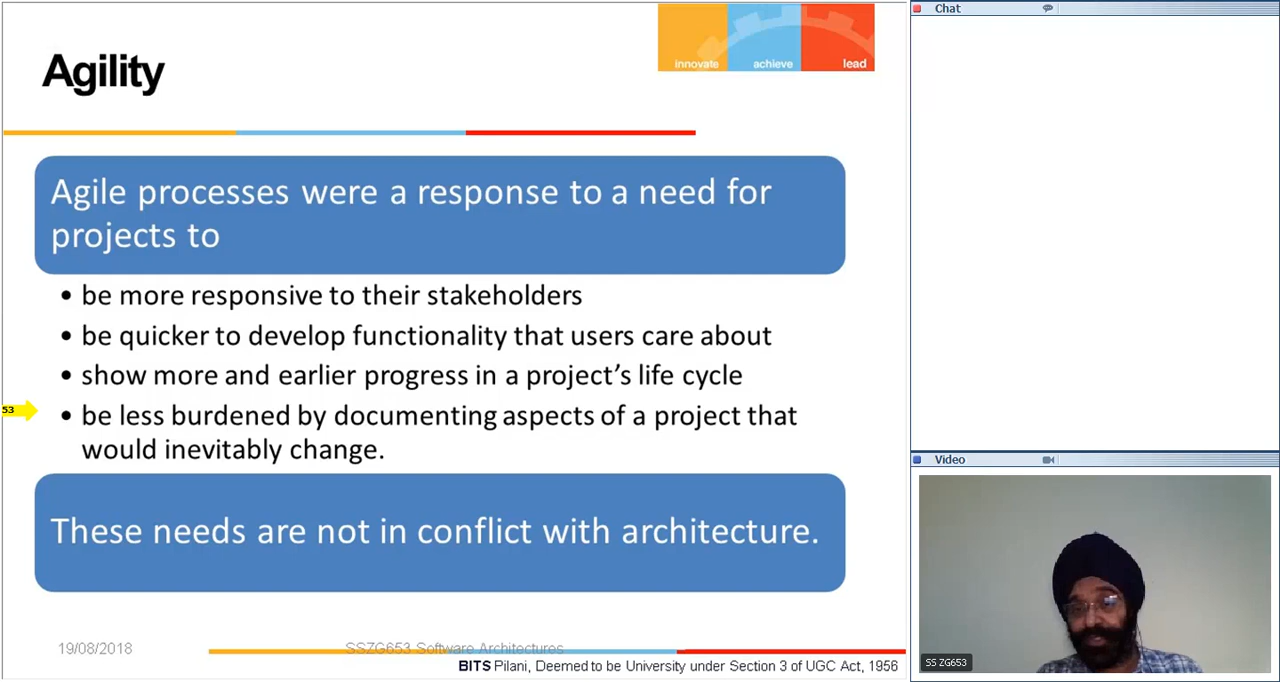 Agility
innovate achieve lead
Agile processes were a response to a need for
projects to
• be more responsive to their stakeholders
• be quicker to develop functionality that users care about
• show more and earlier progress in a project’s life cycle
53
• be less burdened by documenting aspects of a project that
would inevitably change.
These needs are not in conflict with architecture.
19/08/2018
SSZG653 Software Architectures
BITS Pilani, Deemed to be University under Section 3 of UGC Act, 1956
Chat
Video
SS ZG653